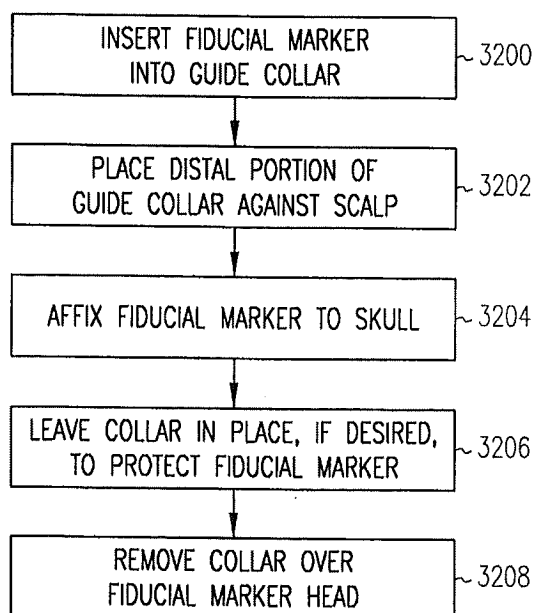 INSERT FIDUCIAL MARKER
INTO GUIDE COLLAR
3200
PLACE DISTAL PORTION OF
GUIDE COLLAR AGAINST SCALP
3202
AFFIX FIDUCIAL MARKER TO SKULL
3204
LEAVE COLLAR IN PLACE, IF DESIRED,
TO PROTECT FIDUCIAL MARKER
3206
REMOVE COLLAR OVER
FIDUCIAL MARKER HEAD
3208